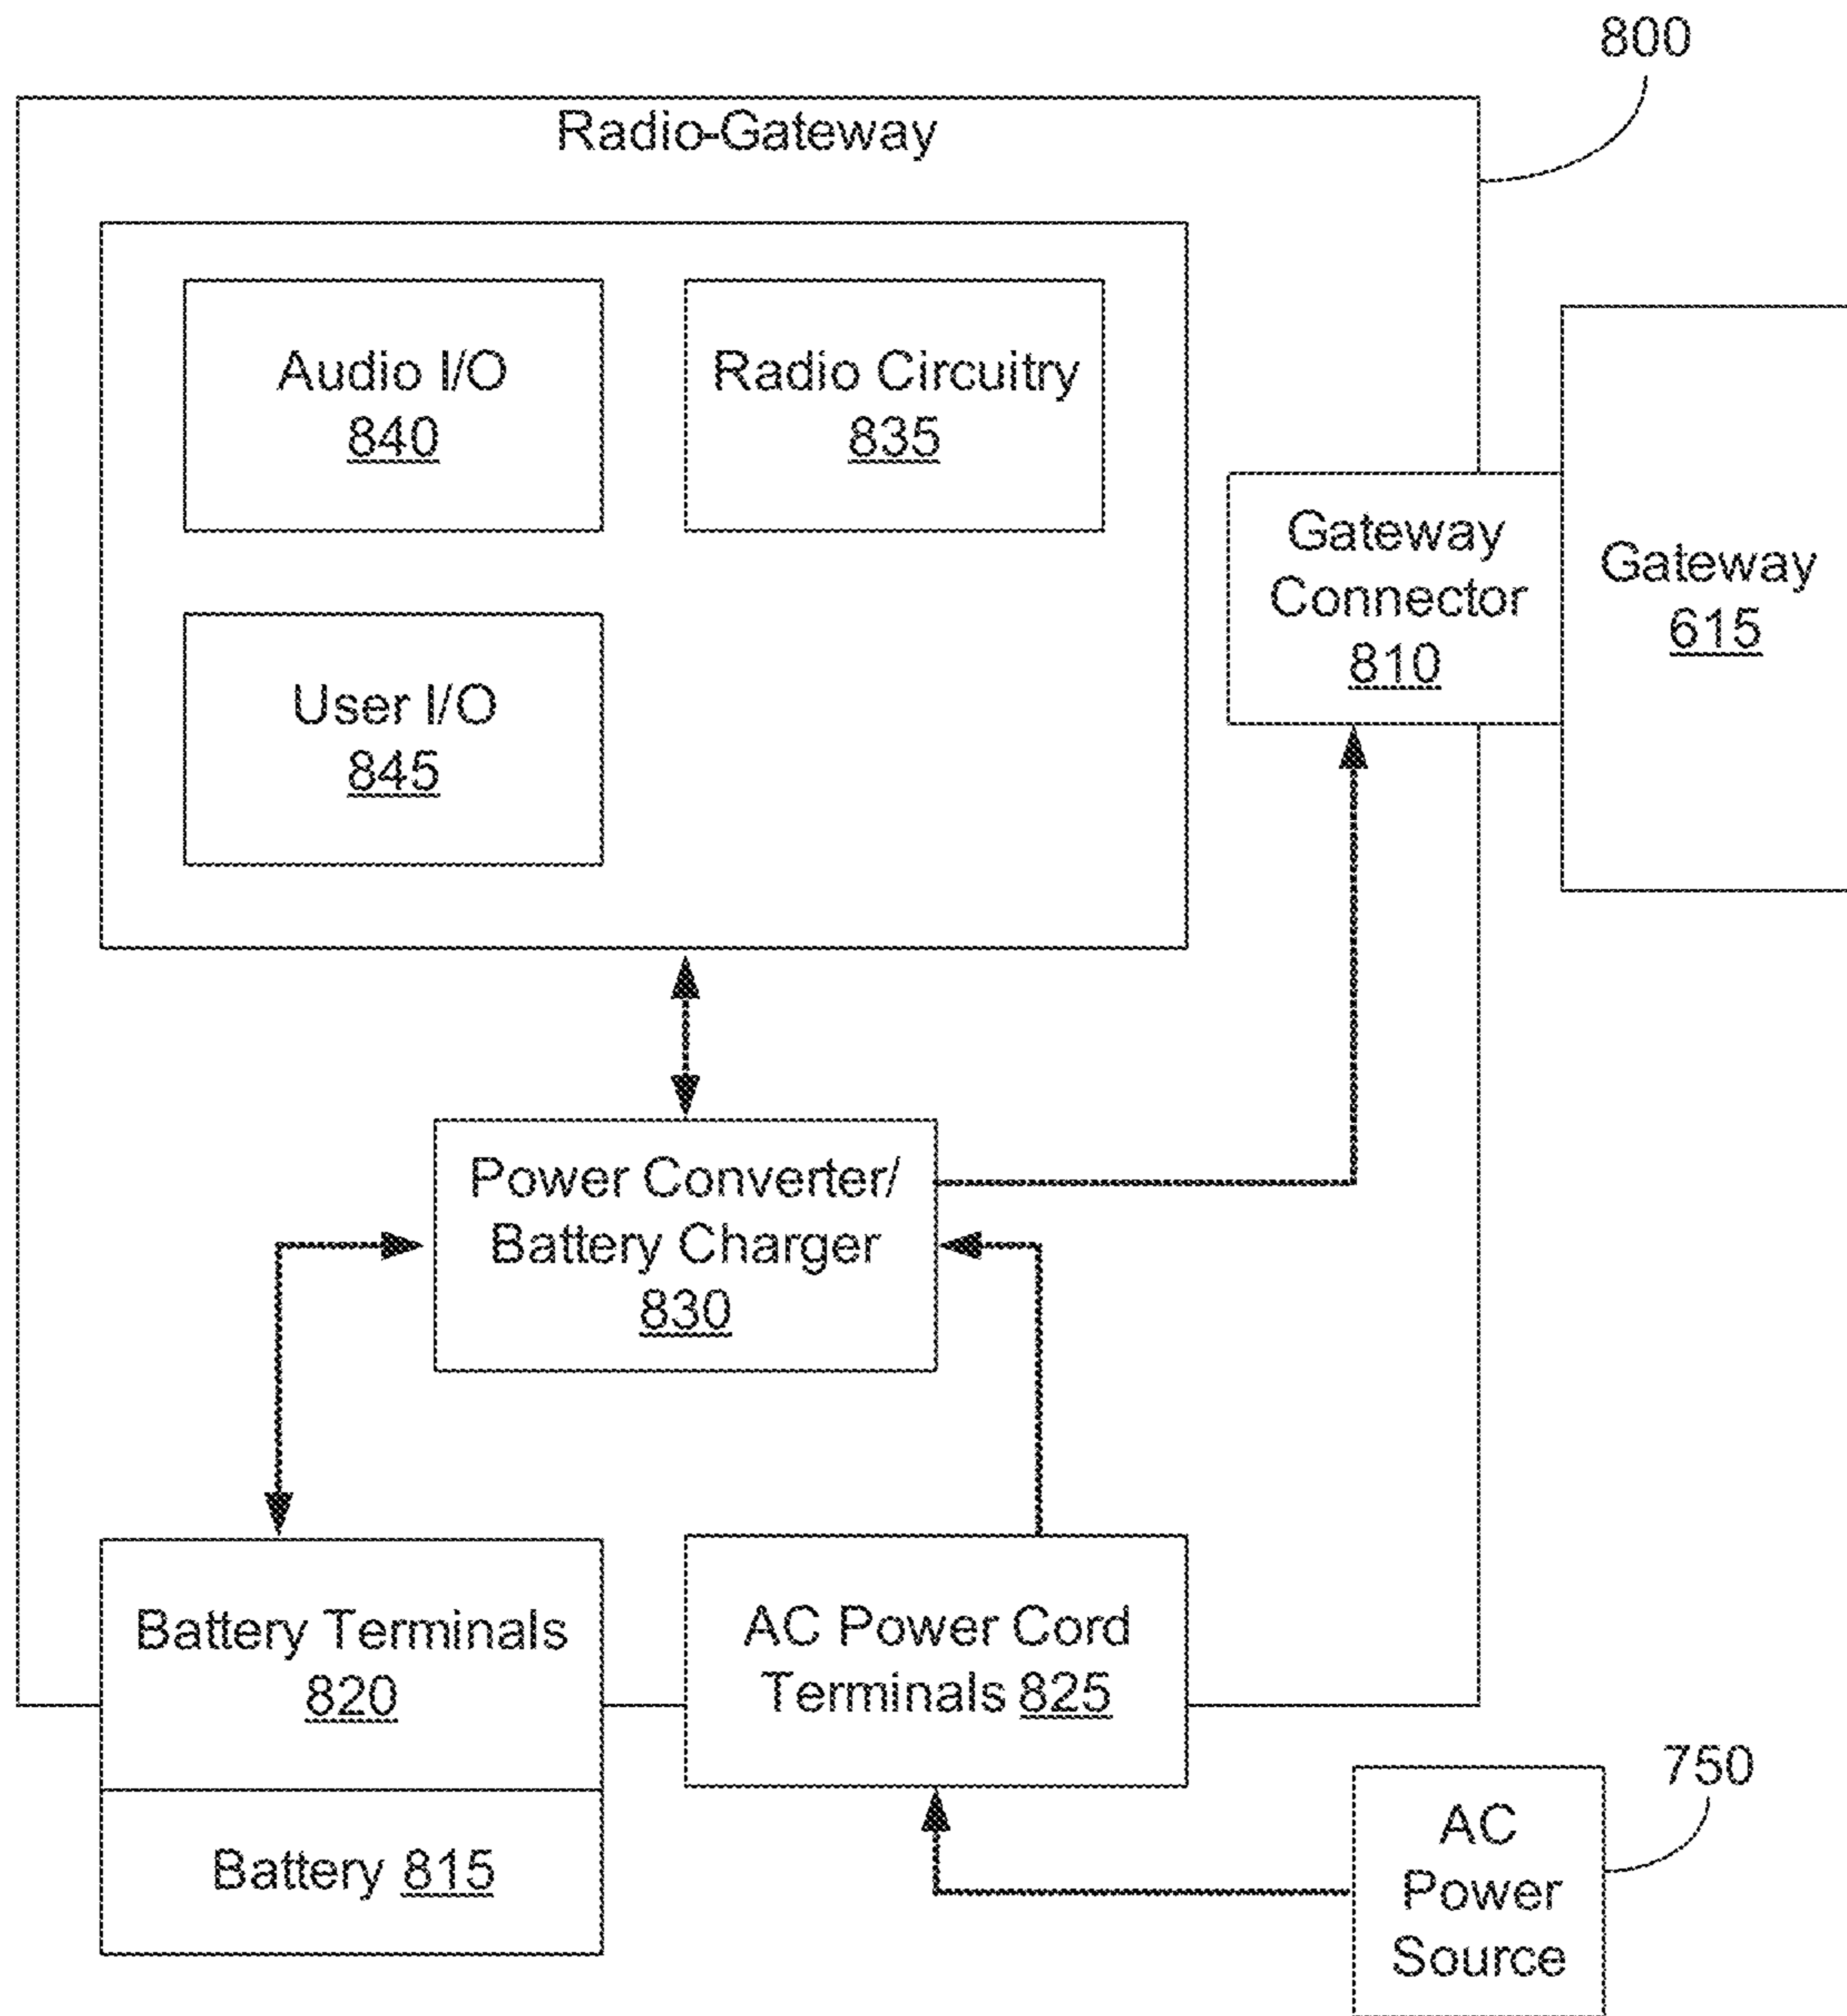 800
Radio-Gateway
Audio I/O
840
Radio Circuitry
835
Gateway
Connector
810
Gateway
615
User I/O
845
Power Converter/
Battery Charger
830
Battery Terminals
820
AC Power Cord
Terminals 825
Battery 815
750
AC
Power
Source